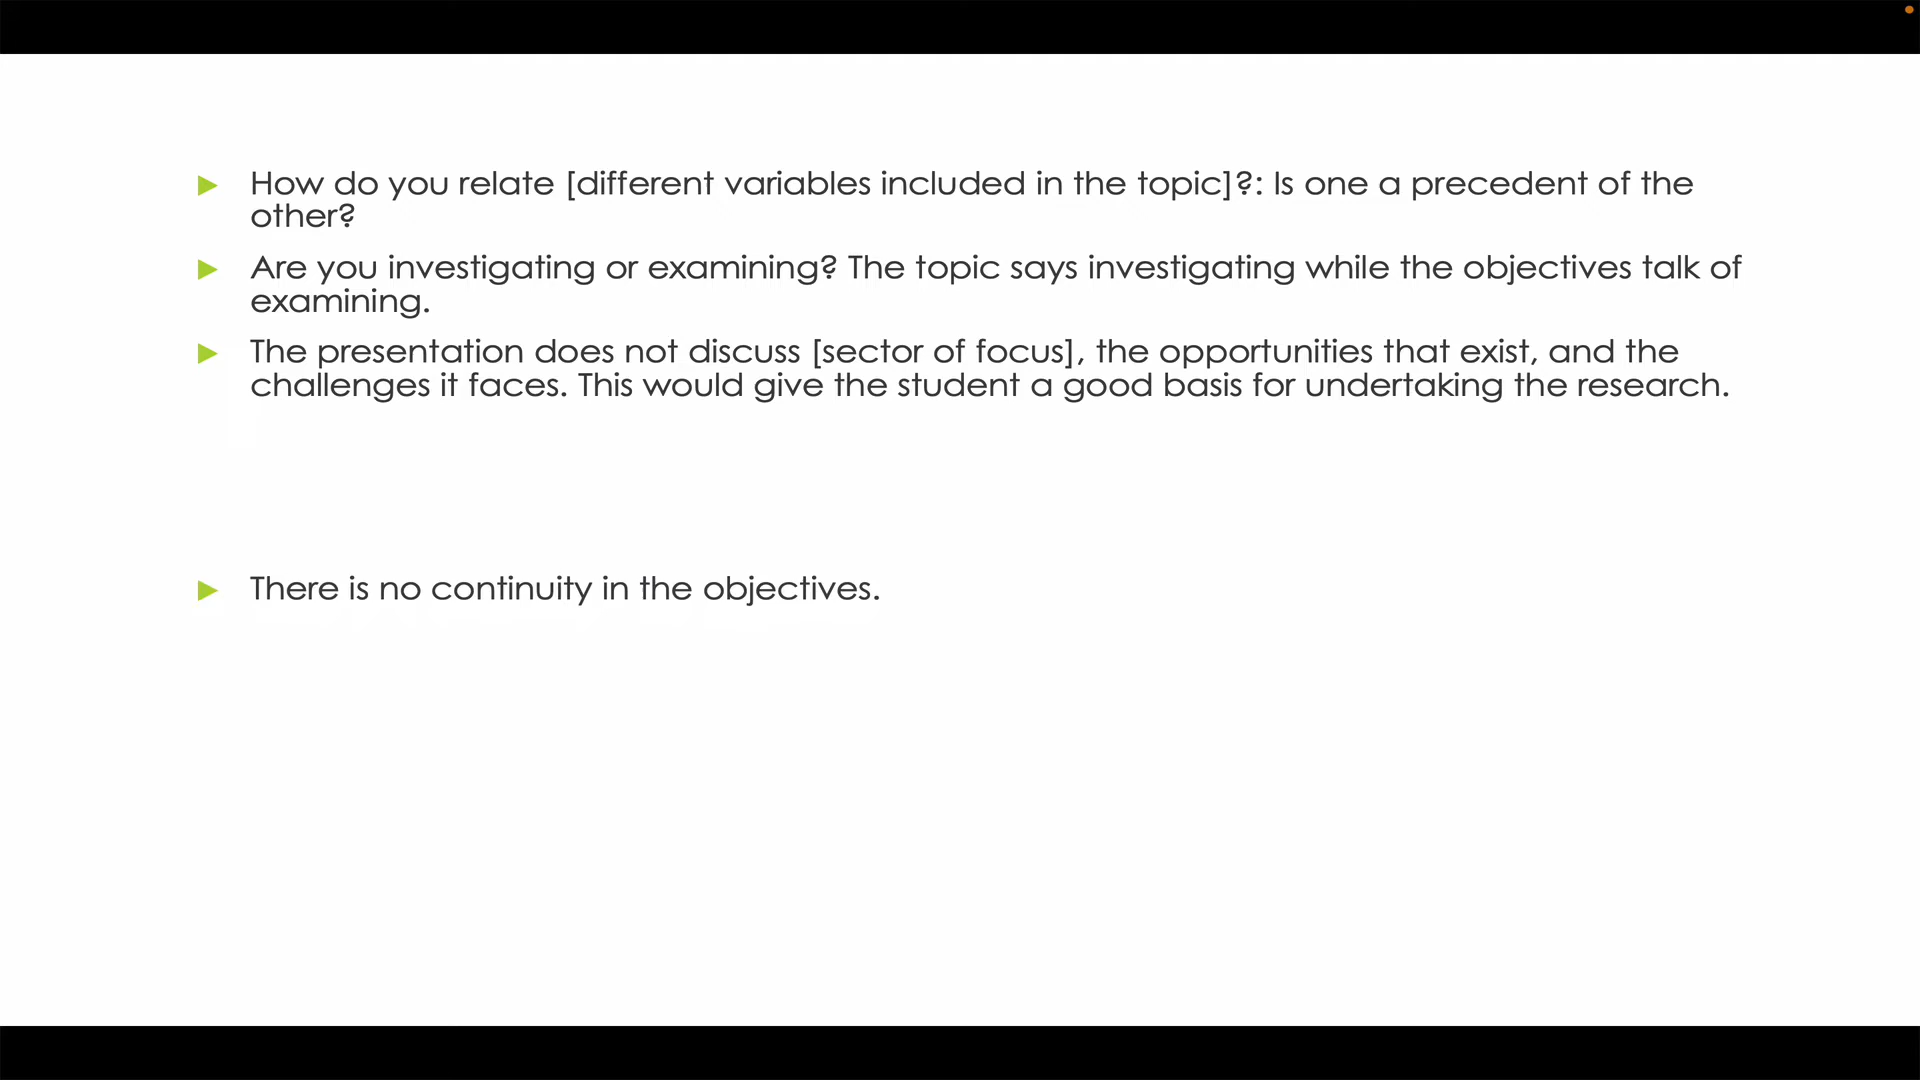 How do you relate [different variables included in the topic]?: Is one a precedent of the
other?
Are you investigating or examining? The topic says investigating while the objectives talk of
examining.
The presentation does not discuss [sector of focus], the opportunities that exist, and the
challenges it faces. This would give the student a good basis for undertaking the research.
There is no continuity in the objectives.